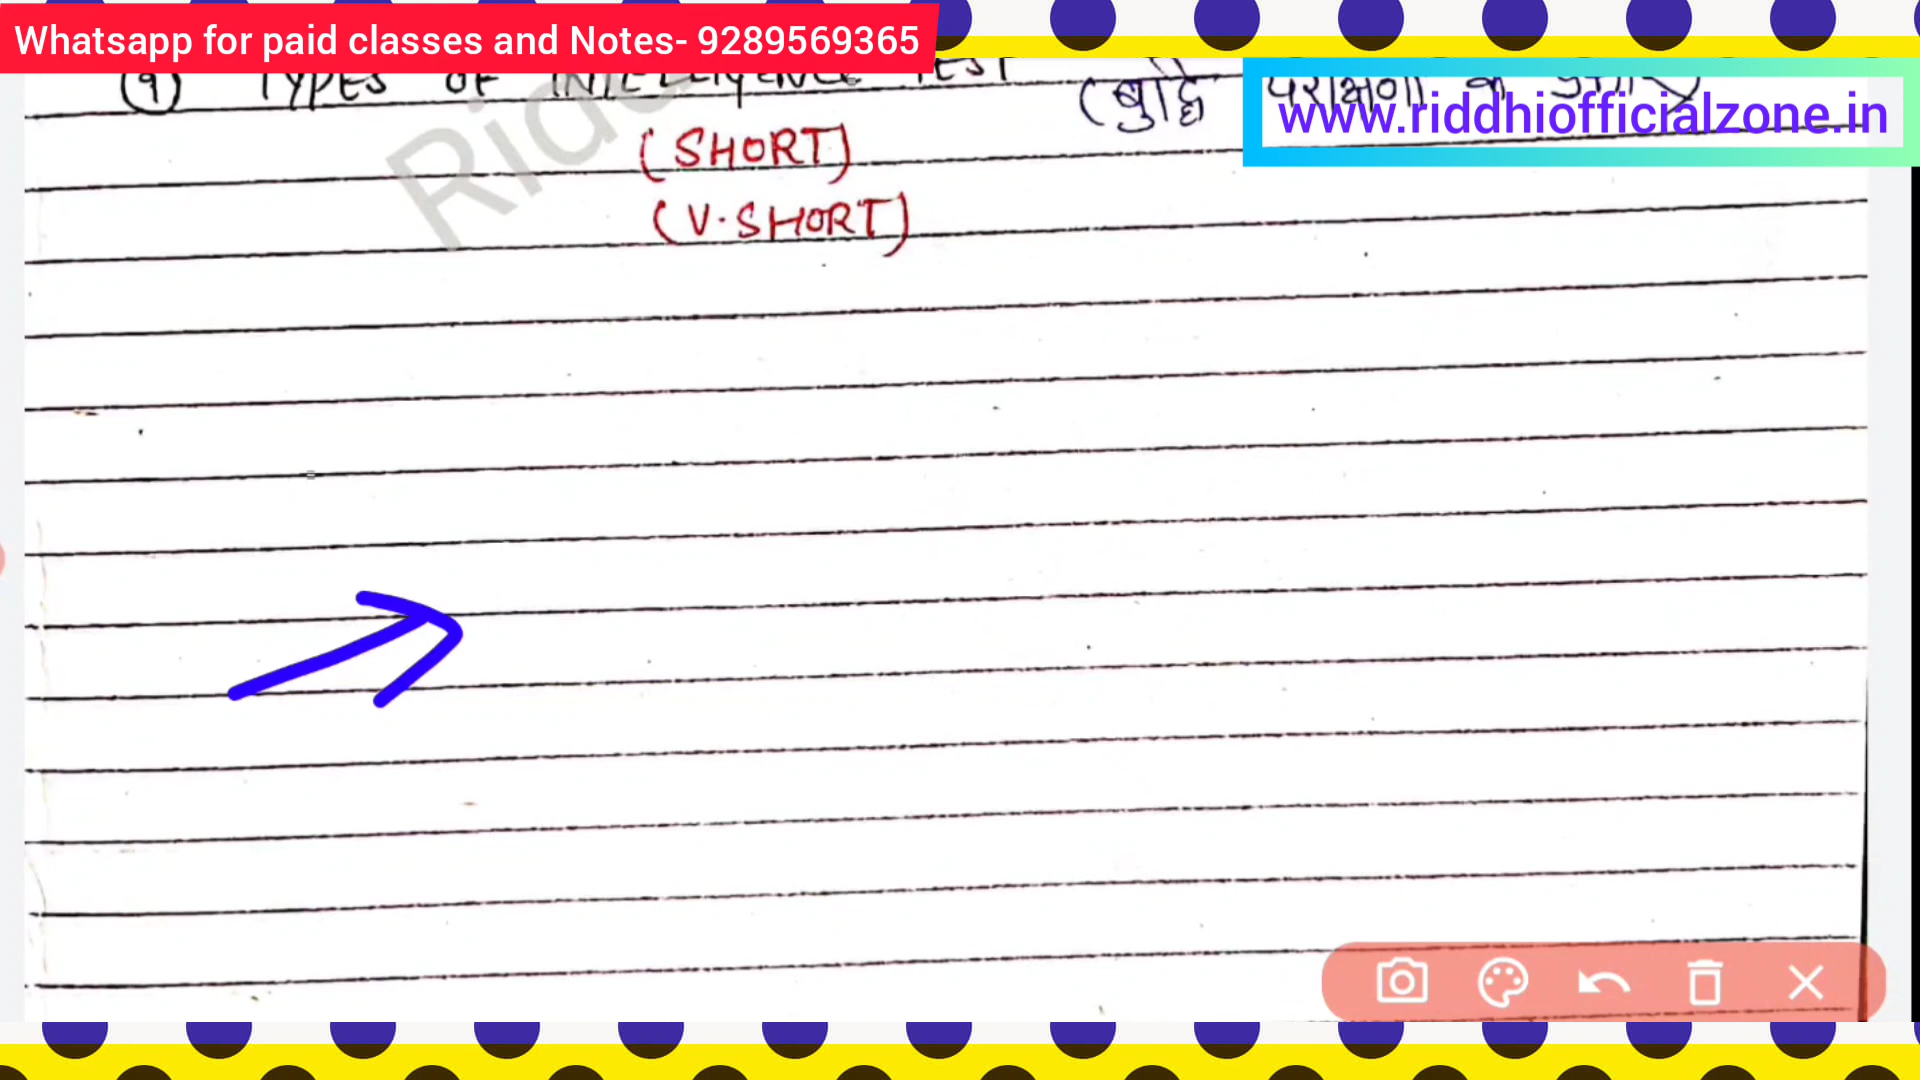 Whatsapp for paid classes and Notes- 9289569365
(9) TYPES OF INTELLIGENCE TEST
www.riddhiofficialzone.in
(SHORT)
(V.SHORT)